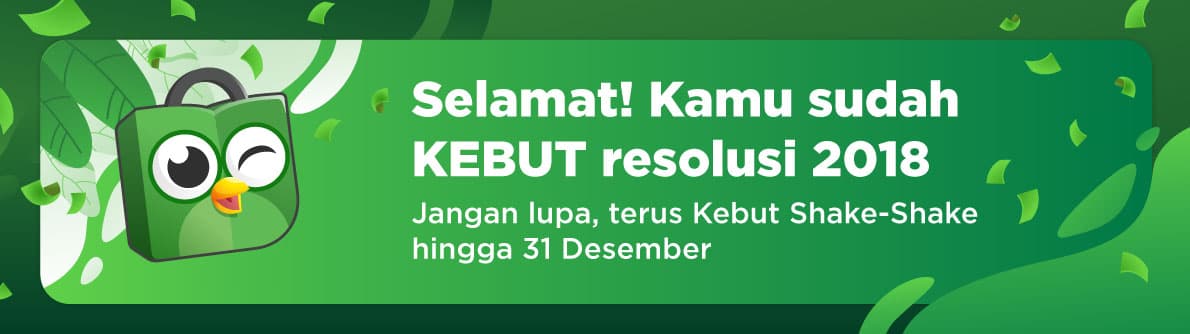 Selamat! Kamu sudah
KEBUT resolusi 2018
Jangan lupa, terus Kebut Shake-Shake
hingga 31 Desember